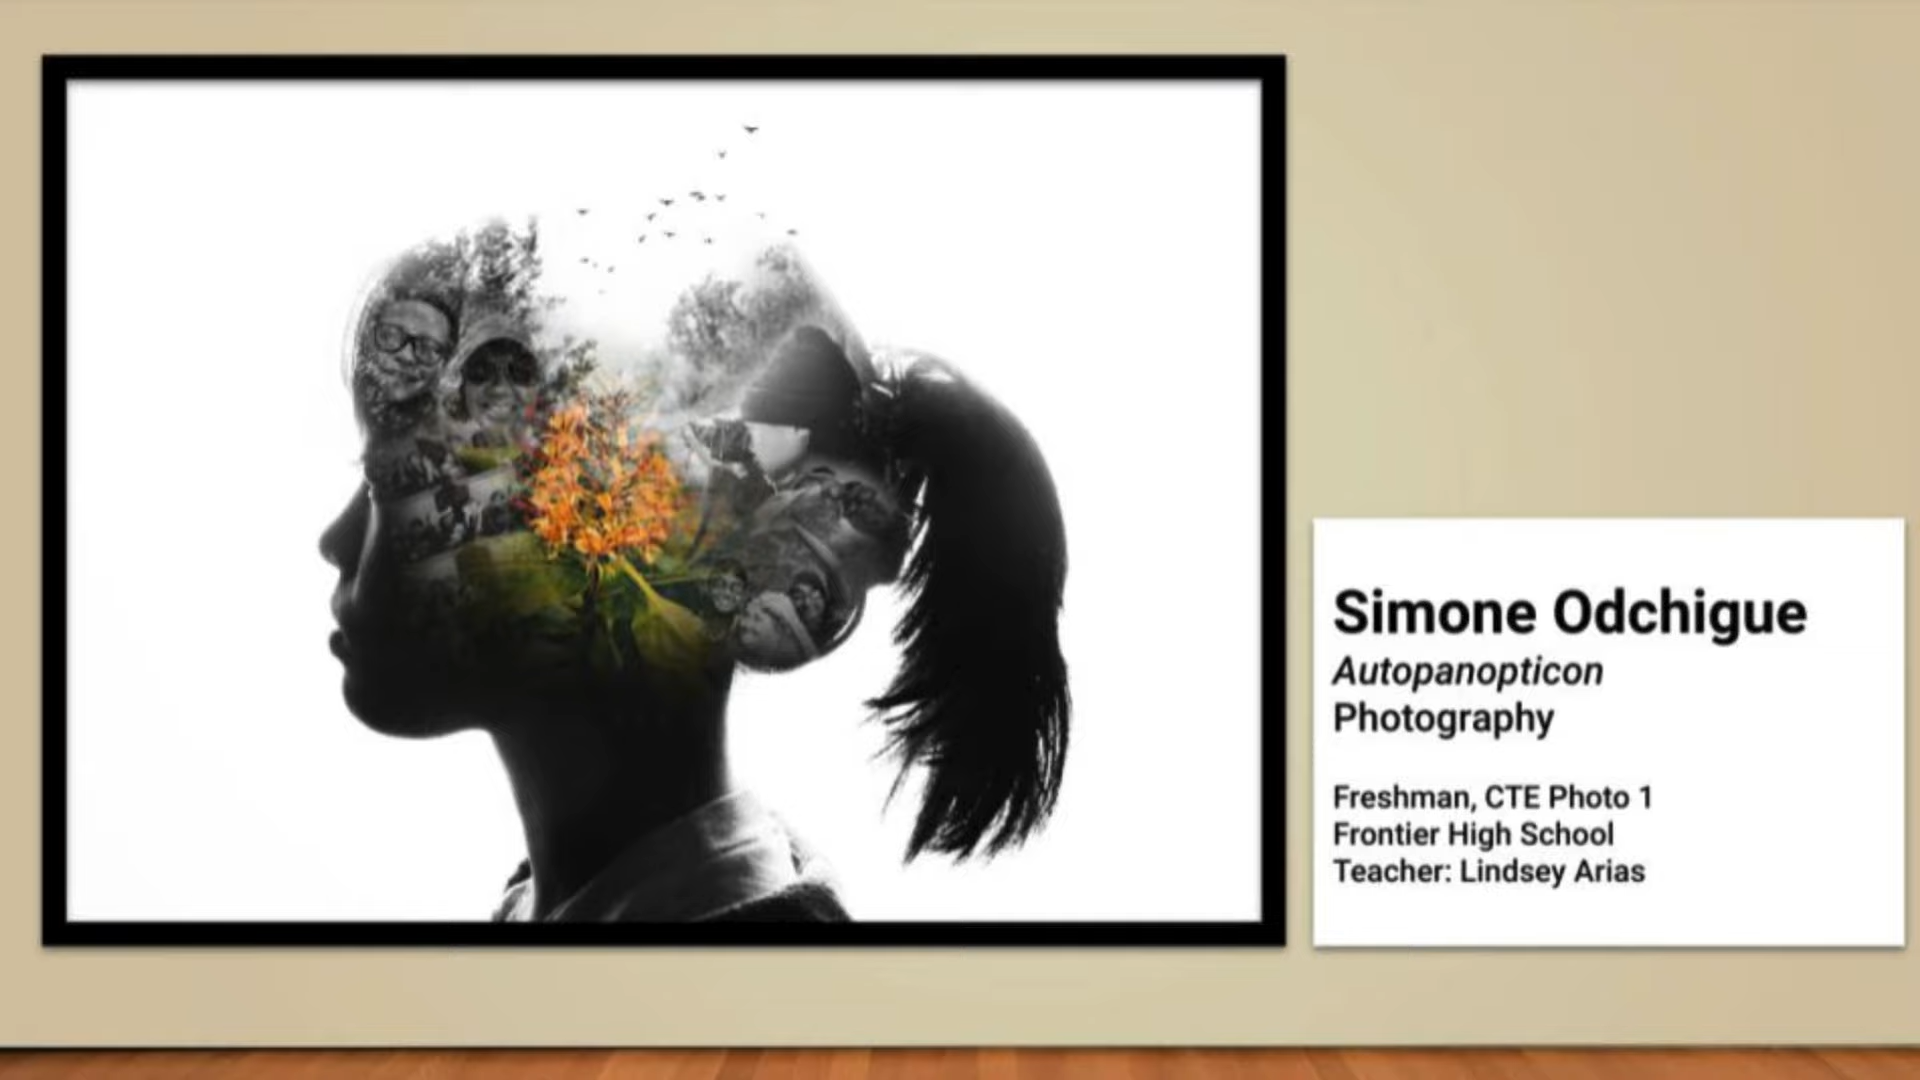 Simone Odchigue
Autopanopticon
Photography
Freshman, CTE Photo 1
Frontier High School
Teacher: Lindsey Arias